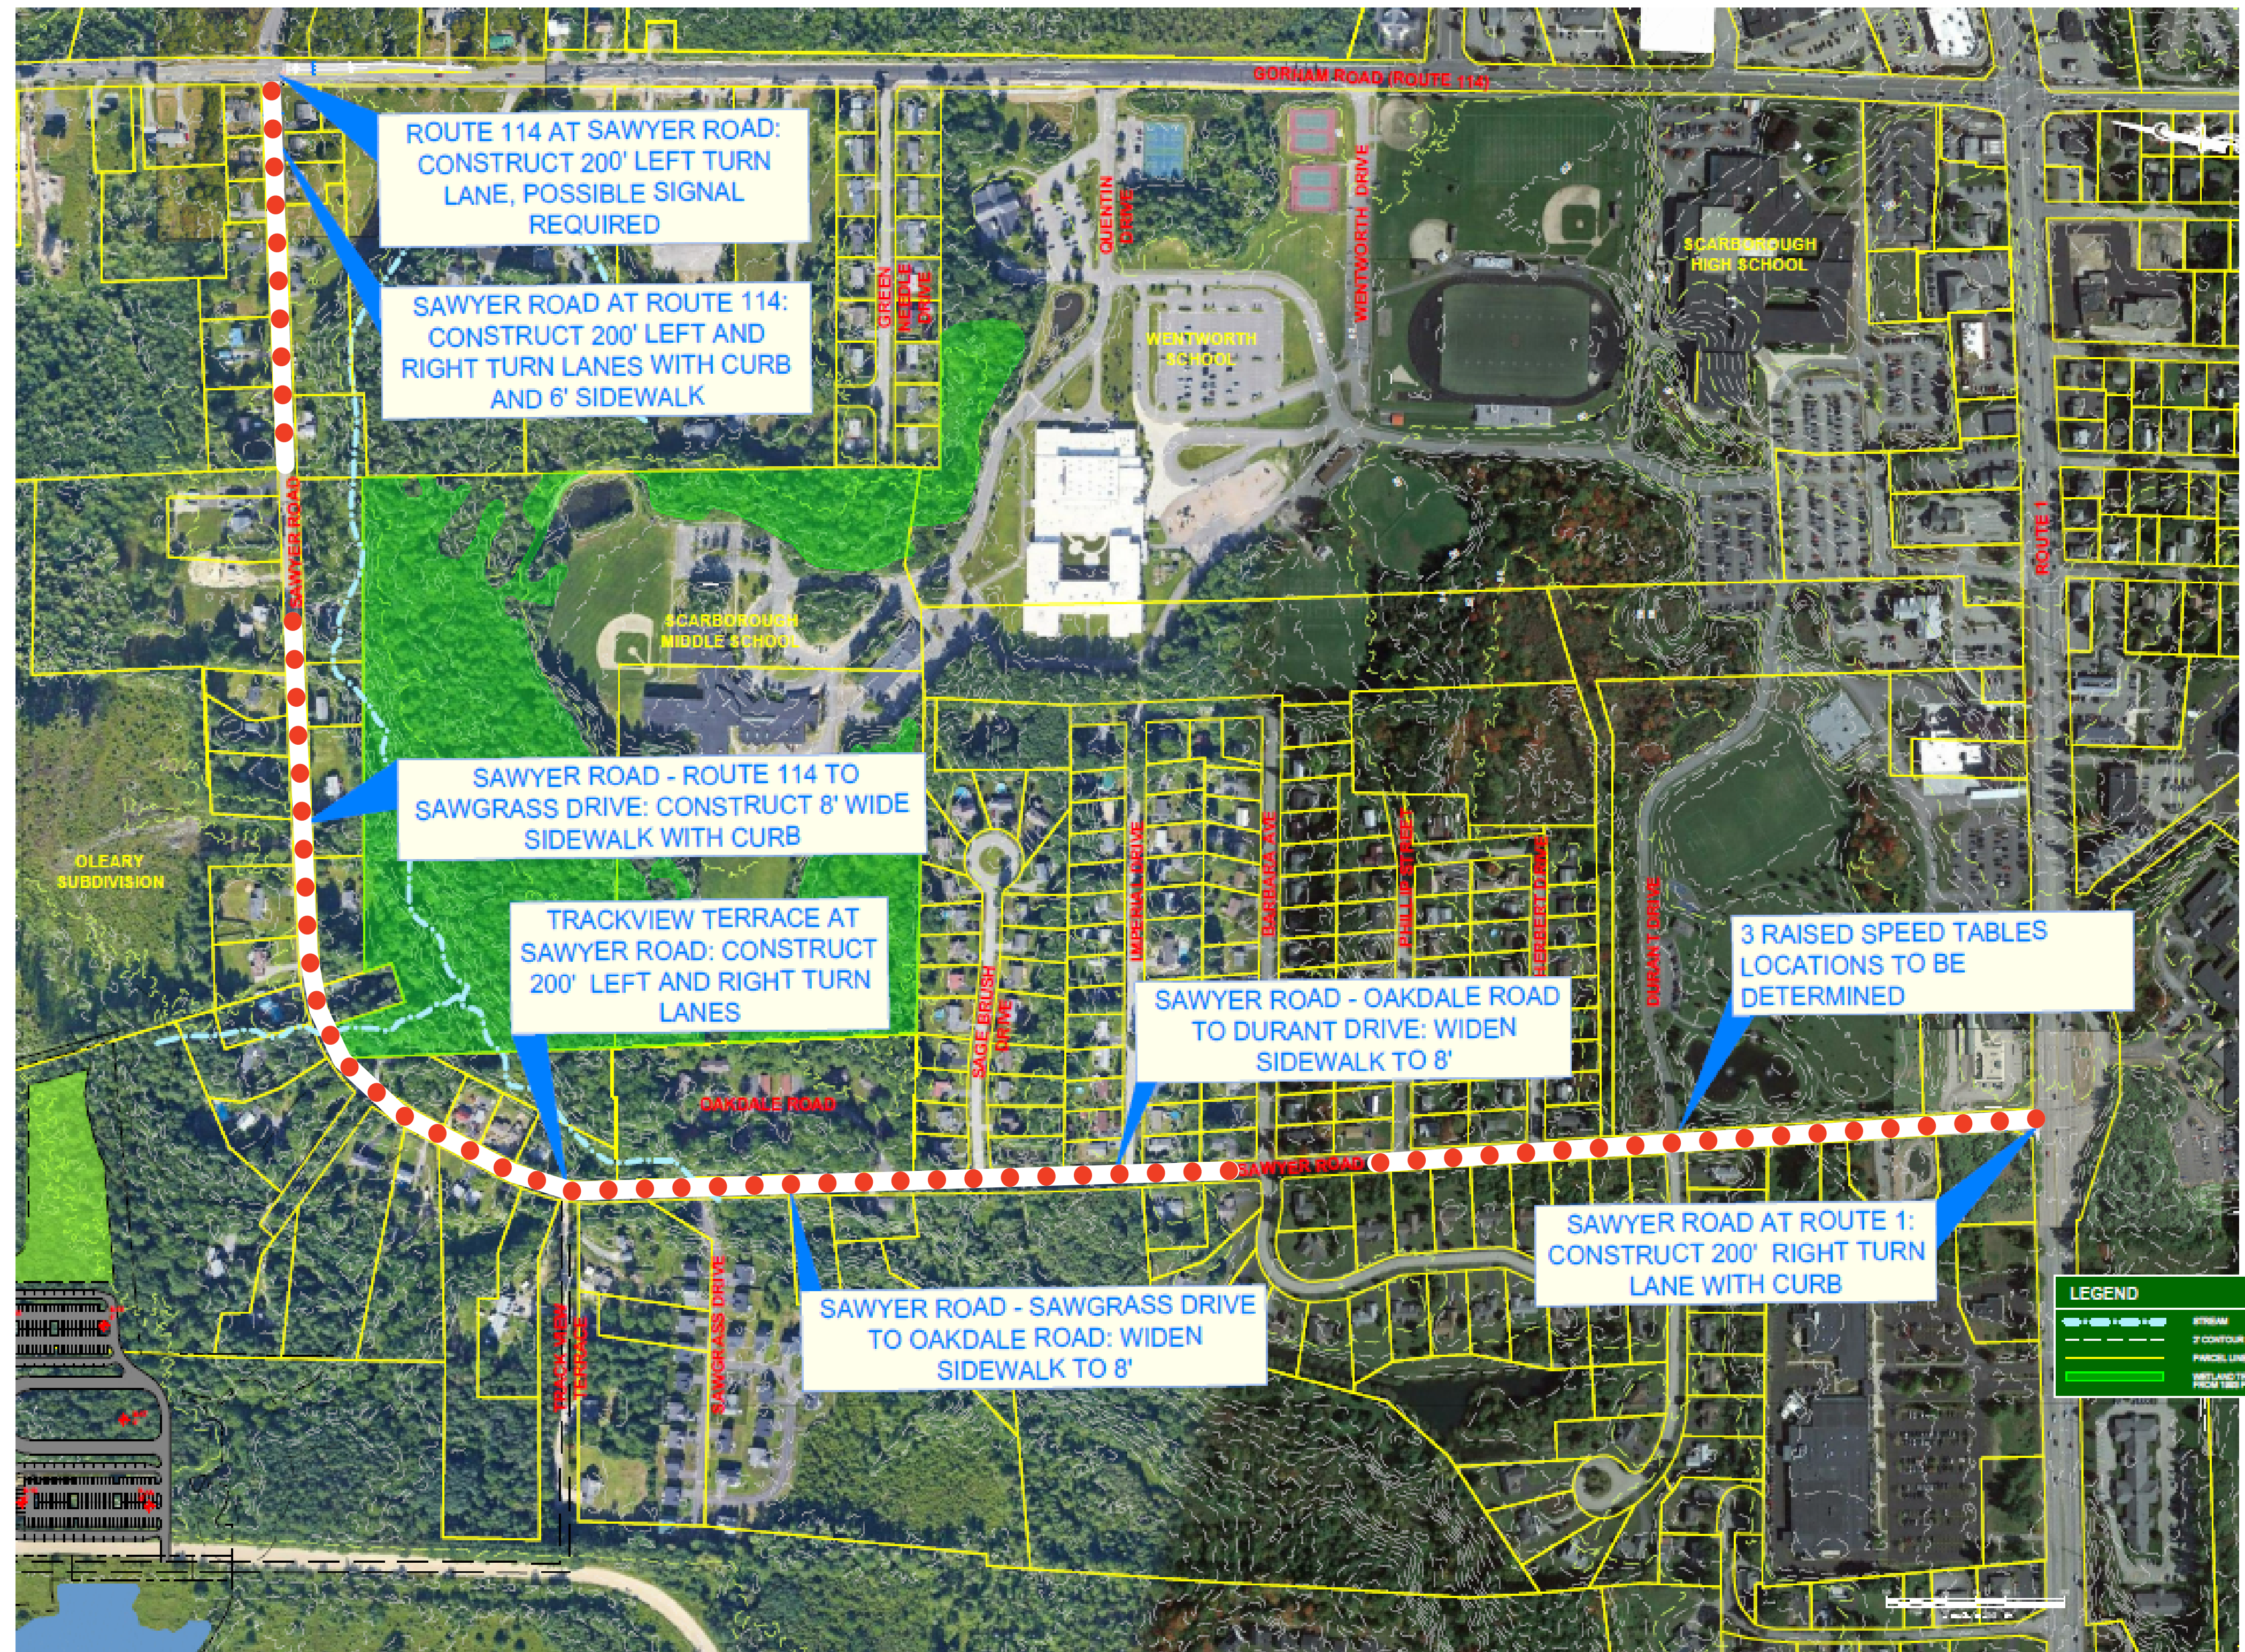 GORHAM ROAD (ROUTE 114)
ROUTE 114 AT SAWYER ROAD:
CONSTRUCT 200' LEFT TURN
LANE, POSSIBLE SIGNAL
REQUIRED
QUENTIN
DRIVE
WENTWORTH DRIVE
SCARBOROUGH
HIGH SCHOOL
GREEN
NEEDLE
DRIVE
SAWYER ROAD AT ROUTE 114:
CONSTRUCT 200' LEFT AND
RIGHT TURN LANES WITH CURB
AND 6' SIDEWALK
WENTWORTH
SCHOOL
SAWYER ROAD
ROUTE 1
SCARBOROUGH
MIDDLE SCHOOL
SAWYER ROAD - ROUTE 114 TO
SAWGRASS DRIVE: CONSTRUCT 8' WIDE
SIDEWALK WITH CURB
OLEARY
SUBDIVISION
IMPERIAL DRIVE
BARBARA AVE
PHILLIP STREET
ELBERT DRIVE
DURANT DRIVE
TRACKVIEW TERRACE AT
SAWYER ROAD: CONSTRUCT
200' LEFT AND RIGHT TURN
LANES
3 RAISED SPEED TABLES
LOCATIONS TO BE
DETERMINED
SAGE BRUSH
DRIVE
SAWYER ROAD - OAKDALE ROAD
TO DURANT DRIVE: WIDEN
SIDEWALK TO 8'
OAKDALE ROAD
SAWYER ROAD
SAWYER ROAD AT ROUTE 1:
CONSTRUCT 200' RIGHT TURN
LANE WITH CURB
TRACK VIEW
TERRACE
SAWGRASS DRIVE
SAWYER ROAD - SAWGRASS DRIVE
TO OAKDALE ROAD: WIDEN
SIDEWALK TO 8'
LEGEND
STREAM
2' CONTOUR
PARCEL LINE